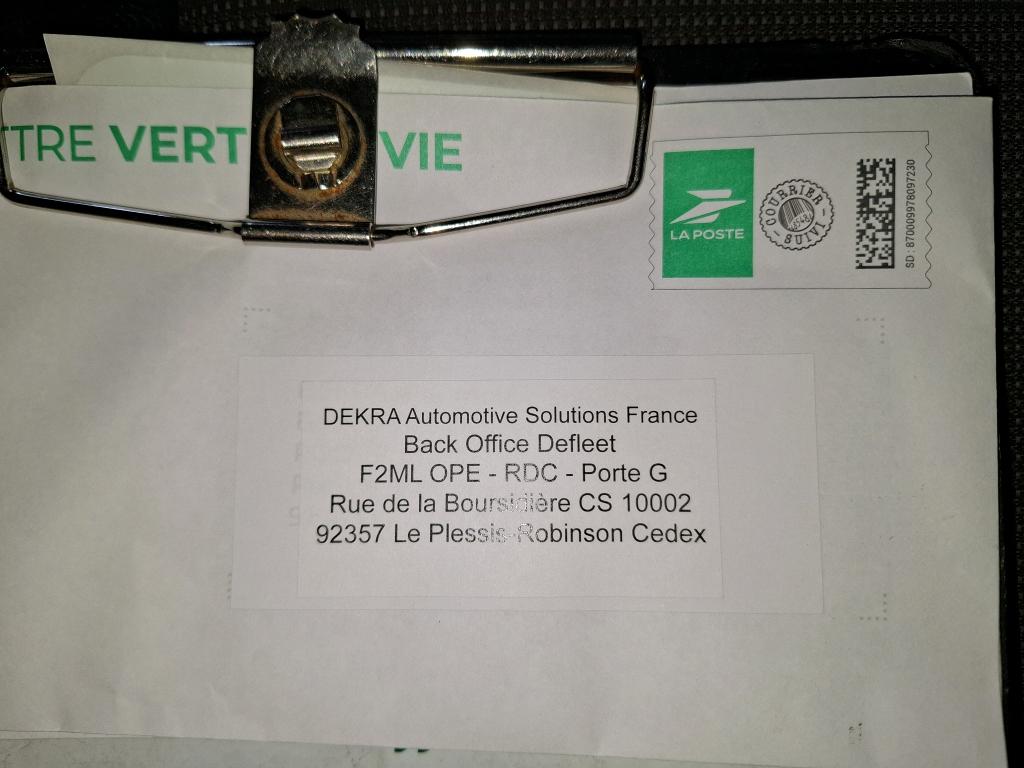 TTRE VERT VIE
LA POSTE
COURRIER
SUIVI
SD : 870009978097230
DEKRA Automotive Solutions France
Back Office Defleet
F2ML OPE - RDC - Porte G
Rue de la Boursidière CS 10002
92357 Le Plessis-Robinson Cedex